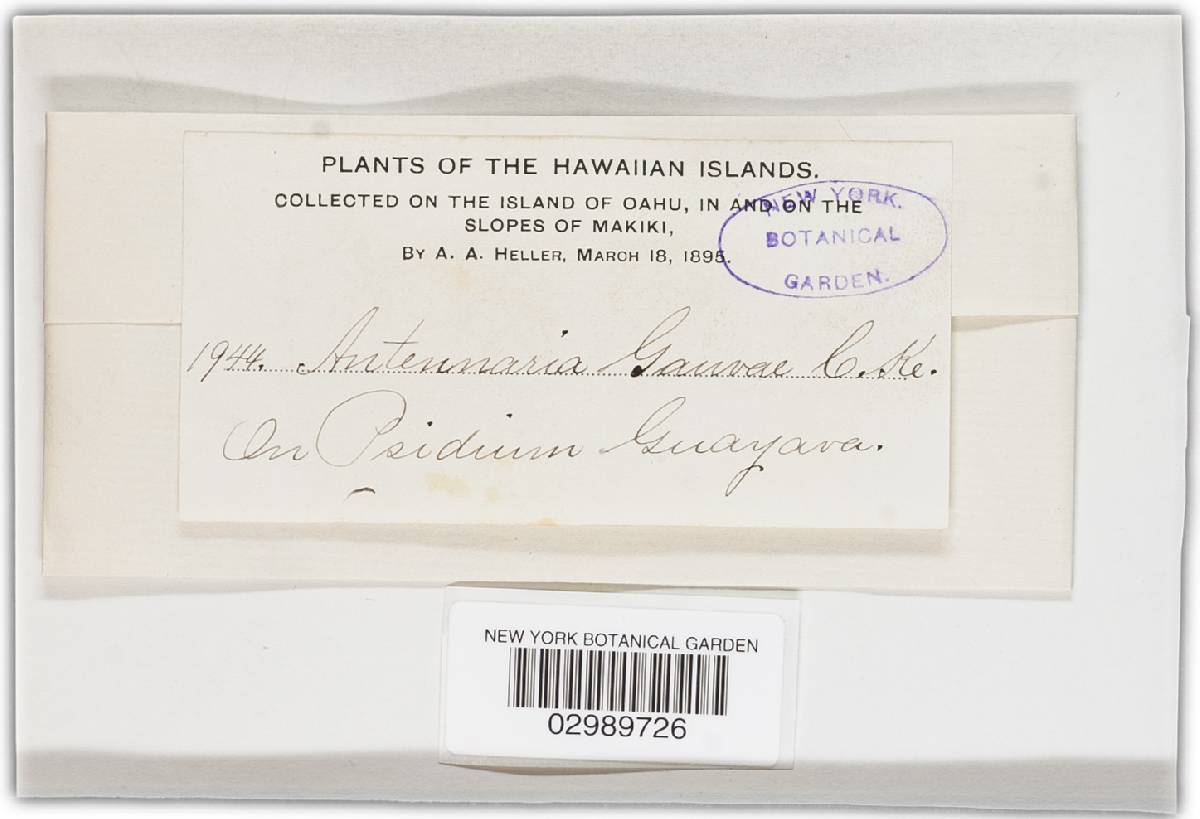 PLANTS OF THE HAWAIIAN ISLANDS.
COLLECTED ON THE ISLAND OF OAHU, IN AND ON THE
SLOPES OF MAKIKI,
BY A. A. HELLER, MARCH 18, 1895.
NEW YORK.
BOTANICAL
GARDEN.
1944. Antennaria Gauvae C. Ke.
On Psidium Guayava.
NEW YORK BOTANICAL GARDEN
02989726